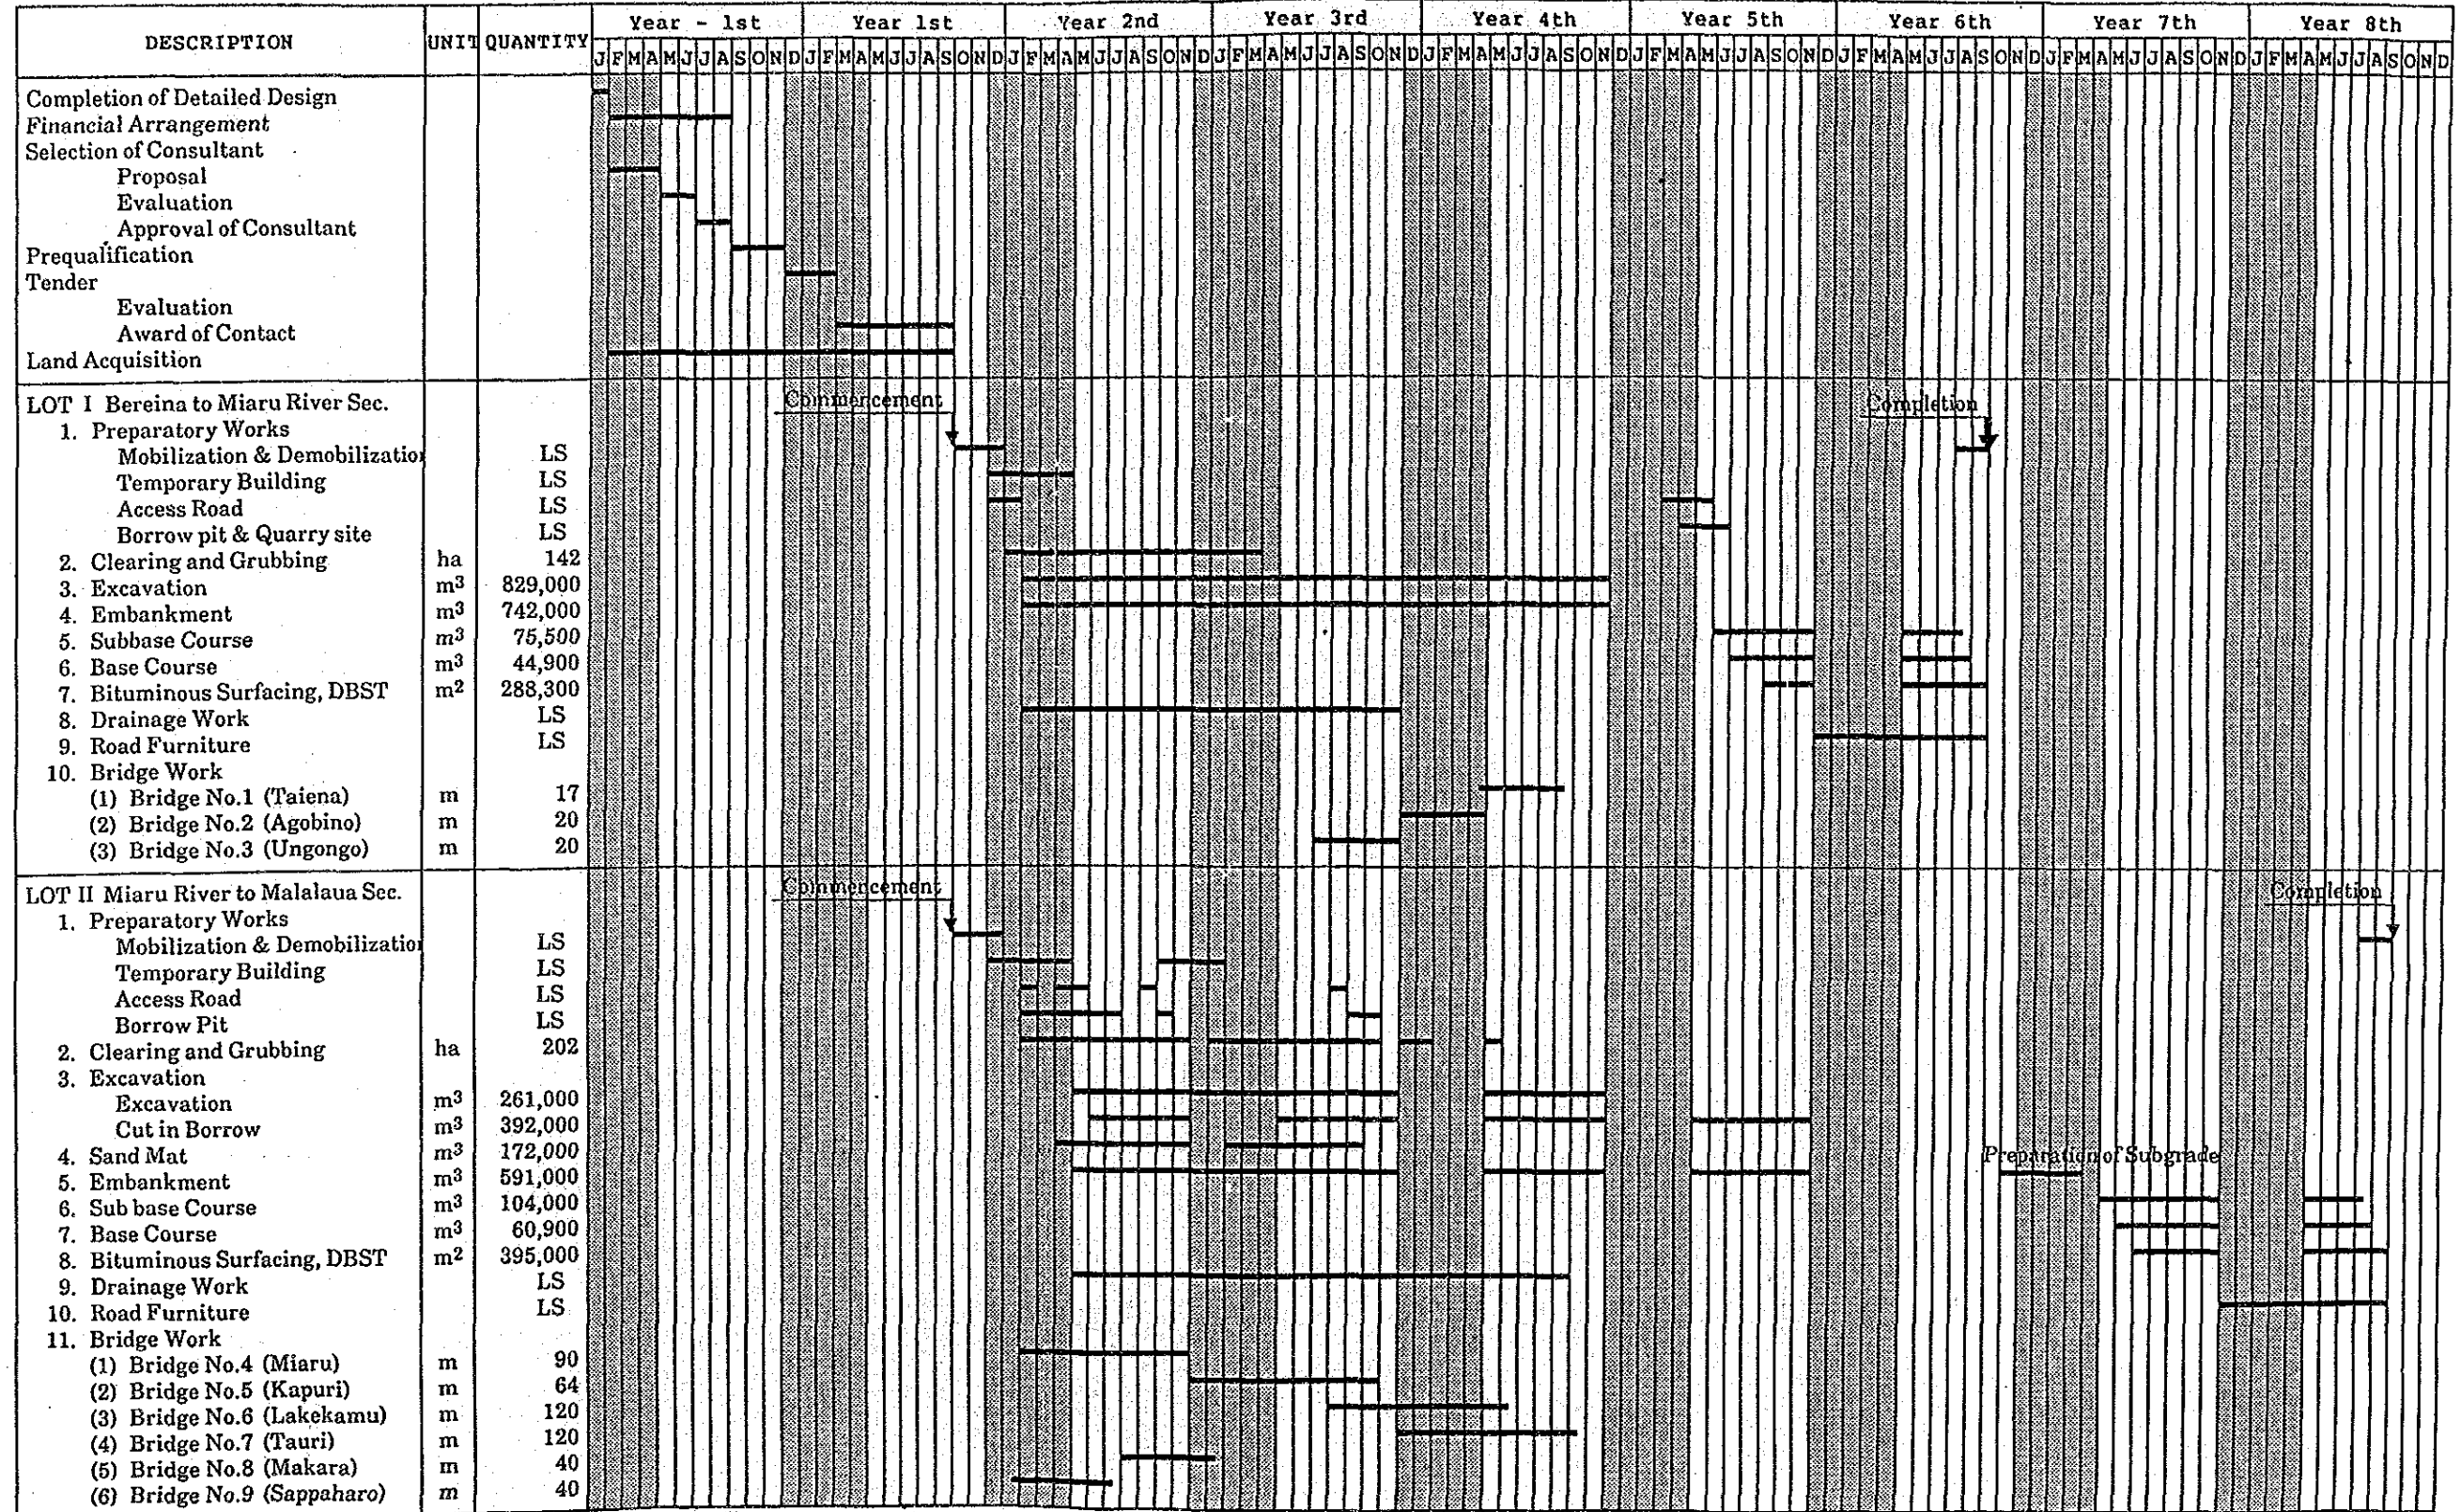 DESCRIPTION UNIT QUANTITY Year - 1st Year 1st Year 2nd Year 3rd Year 4th Year 5th Year 6th Year 7th Year 8th
J F M A M J J A S O N D J F M A M J J A S O N D J F M A M J J A S O N D J F M A M J J A S O N D J F M A M J J A S O N D J F M A M J J A S O N D J F M A M J J A S O N D J F M A M J J A S O N D J F M A M J J A S O N D
Completion of Detailed Design
Financial Arrangement
Selection of Consultant
Proposal
Evaluation
Approval of Consultant
Prequalification
Tender
Evaluation
Award of Contact
Land Acquisition
LOT I Bereina to Miaru River Sec. Commencement Completion
1. Preparatory Works
Mobilization & Demobilization LS
Temporary Building LS
Access Road LS
Borrow pit & Quarry site LS
2. Clearing and Grubbing ha 142
3. Excavation m3 829,000
4. Embankment m3 742,000
5. Subbase Course m3 75,500
6. Base Course m3 44,900
7. Bituminous Surfacing, DBST m2 288,300
8. Drainage Work LS
9. Road Furniture LS
10. Bridge Work
(1) Bridge No.1 (Taiena) m 17
(2) Bridge No.2 (Agobino) m 20
(3) Bridge No.3 (Ungongo) m 20
LOT II Miaru River to Malalaua Sec. Commencement Completion
1. Preparatory Works
Mobilization & Demobilization LS
Temporary Building LS
Access Road LS
Borrow Pit LS
2. Clearing and Grubbing ha 202
3. Excavation
Excavation m3 261,000
Cut in Borrow m3 392,000
4. Sand Mat m3 172,000 Preparation of Subgrade
5. Embankment m3 591,000
6. Sub base Course m3 104,000
7. Base Course m3 60,900
8. Bituminous Surfacing, DBST m2 395,000
9. Drainage Work LS
10. Road Furniture LS
11. Bridge Work
(1) Bridge No.4 (Miaru) m 90
(2) Bridge No.5 (Kapuri) m 64
(3) Bridge No.6 (Lakekamu) m 120
(4) Bridge No.7 (Tauri) m 120
(5) Bridge No.8 (Makara) m 40
(6) Bridge No.9 (Sappaharo) m 40